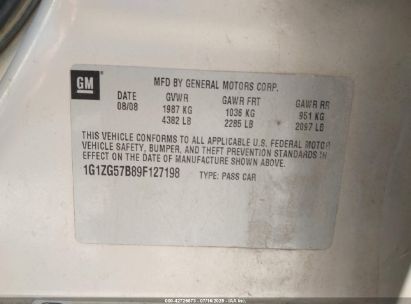 GM
MFD BY GENERAL MOTORS CORP.
DATE GVWR GAWR FRT GAWR RR
08/08 1987 KG 1036 KG 951 KG
4382 LB 2285 LB 2097 LB
THIS VEHICLE CONFORMS TO ALL APPLICABLE U.S. FEDERAL MOTOR
VEHICLE SAFETY, BUMPER, AND THEFT PREVENTION STANDARDS IN
EFFECT ON THE DATE OF MANUFACTURE SHOWN ABOVE.
1G1ZG57B89F127198 TYPE: PASS CAR